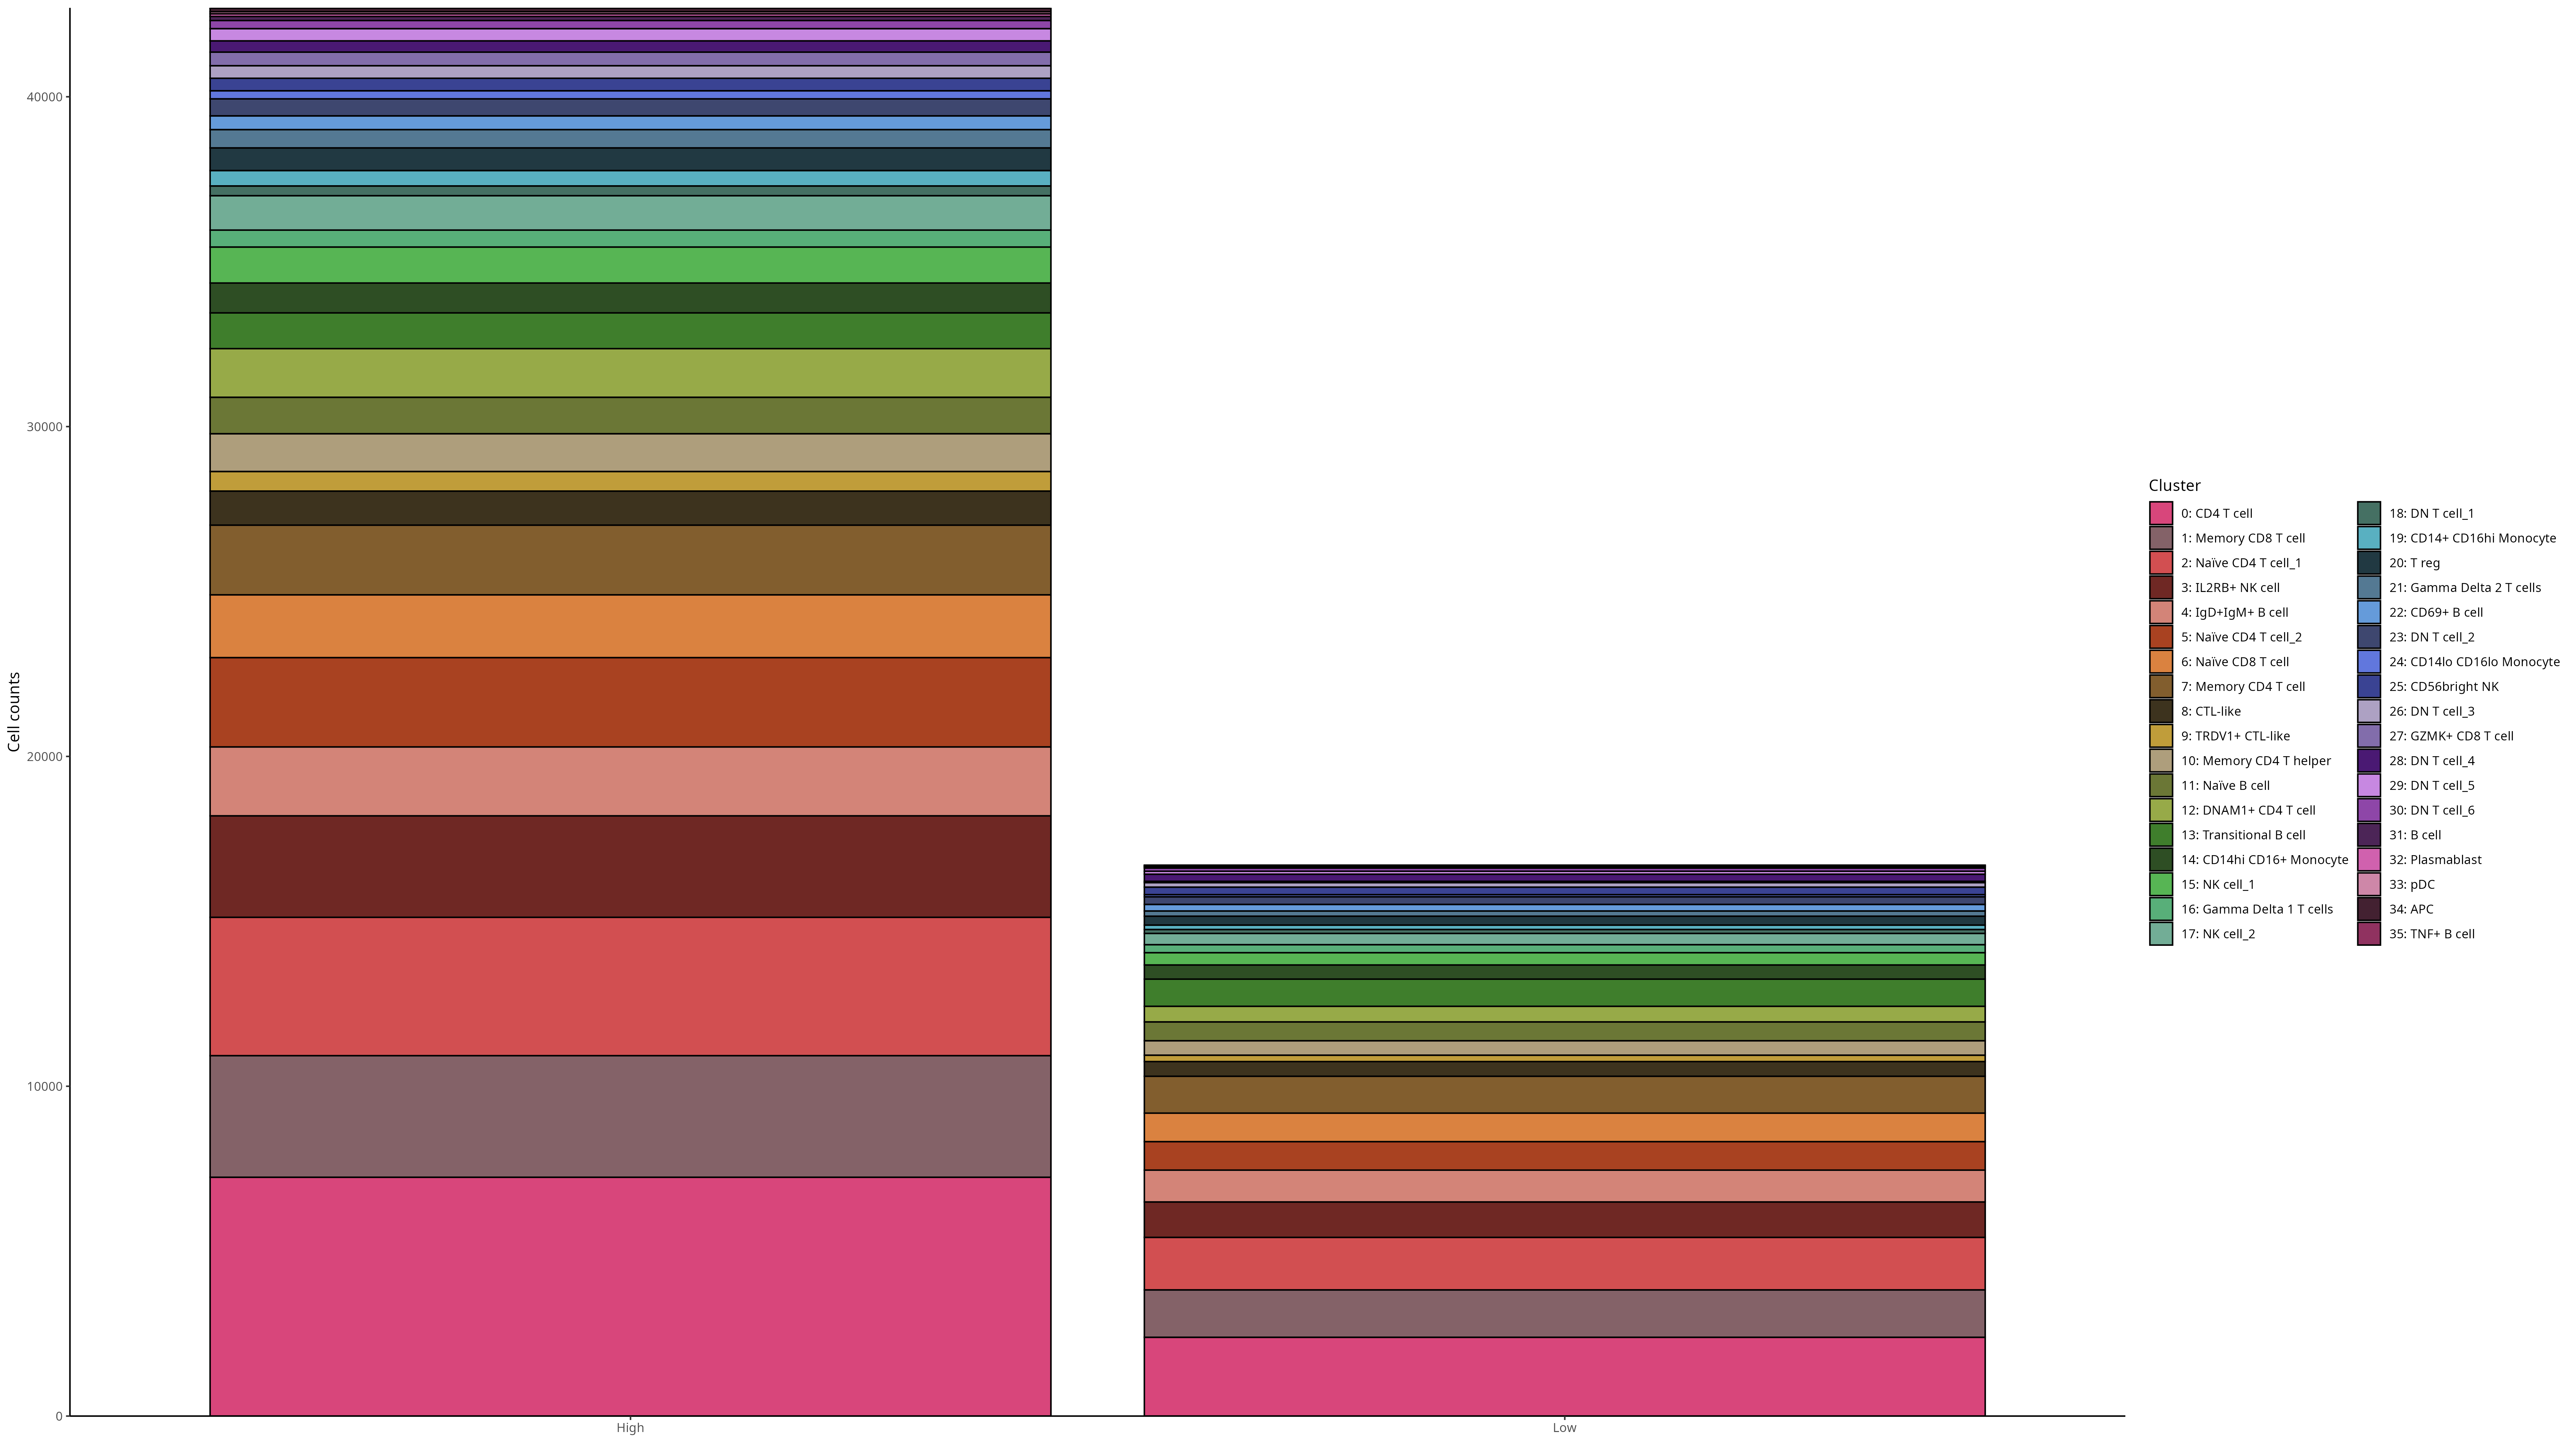 40000
30000
20000
10000
0
Cell counts
High
Low
Cluster
0: CD4 T cell
1: Memory CD8 T cell
2: Naïve CD4 T cell_1
3: IL2RB+ NK cell
4: IgD+IgM+ B cell
5: Naïve CD4 T cell_2
6: Naïve CD8 T cell
7: Memory CD4 T cell
8: CTL-like
9: TRDV1+ CTL-like
10: Memory CD4 T helper
11: Naïve B cell
12: DNAM1+ CD4 T cell
13: Transitional B cell
14: CD14hi CD16+ Monocyte
15: NK cell_1
16: Gamma Delta 1 T cells
17: NK cell_2
18: DN T cell_1
19: CD14+ CD16hi Monocyte
20: T reg
21: Gamma Delta 2 T cells
22: CD69+ B cell
23: DN T cell_2
24: CD14lo CD16lo Monocyte
25: CD56bright NK
26: DN T cell_3
27: GZMK+ CD8 T cell
28: DN T cell_4
29: DN T cell_5
30: DN T cell_6
31: B cell
32: Plasmablast
33: pDC
34: APC
35: TNF+ B cell